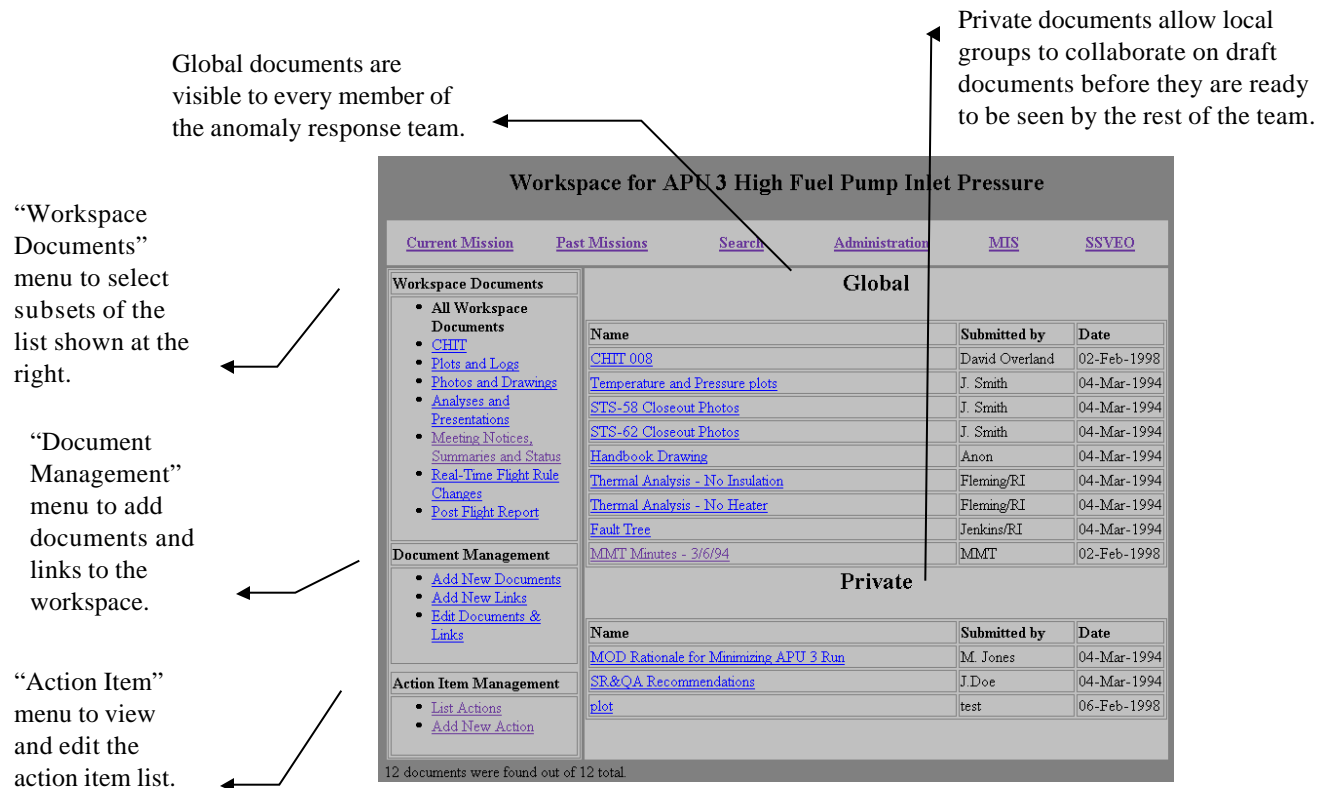 Private documents allow local
groups to collaborate on draft
documents before they are ready
to be seen by the rest of the team.
Global documents are
visible to every member of
the anomaly response team.
“Workspace
Documents”
menu to select
subsets of the
list shown at the
right.
“Document
Management”
menu to add
documents and
links to the
workspace.
“Action Item”
menu to view
and edit the
action item list.
Workspace for APU 3 High Fuel Pump Inlet Pressure
Current Mission Past Missions Search Administration MIS SSVEO
Workspace Documents
• All Workspace
Documents
• CHIT
• Plots and Logs
• Photos and Drawings
• Analyses and
Presentations
• Meeting Notices,
Summaries and Status
• Real-Time Flight Rule
Changes
• Post Flight Report
Document Management
• Add New Documents
• Add New Links
• Edit Documents &
Links
Action Item Management
• List Actions
• Add New Action
Global
Name Submitted by Date
CHIT 008 David Overland 02-Feb-1998
Temperature and Pressure plots J. Smith 04-Mar-1994
STS-58 Closeout Photos J. Smith 04-Mar-1994
STS-62 Closeout Photos J. Smith 04-Mar-1994
Handbook Drawing Anon 04-Mar-1994
Thermal Analysis - No Insulation Fleming/RI 04-Mar-1994
Thermal Analysis - No Heater Fleming/RI 04-Mar-1994
Fault Tree Jenkins/RI 04-Mar-1994
MMT Minutes - 3/6/94 MMT 02-Feb-1998
Private
Name Submitted by Date
MOD Rationale for Minimizing APU 3 Run M. Jones 04-Mar-1994
SR&QA Recommendations J.Doe 04-Mar-1994
plot test 06-Feb-1998
12 documents were found out of 12 total.